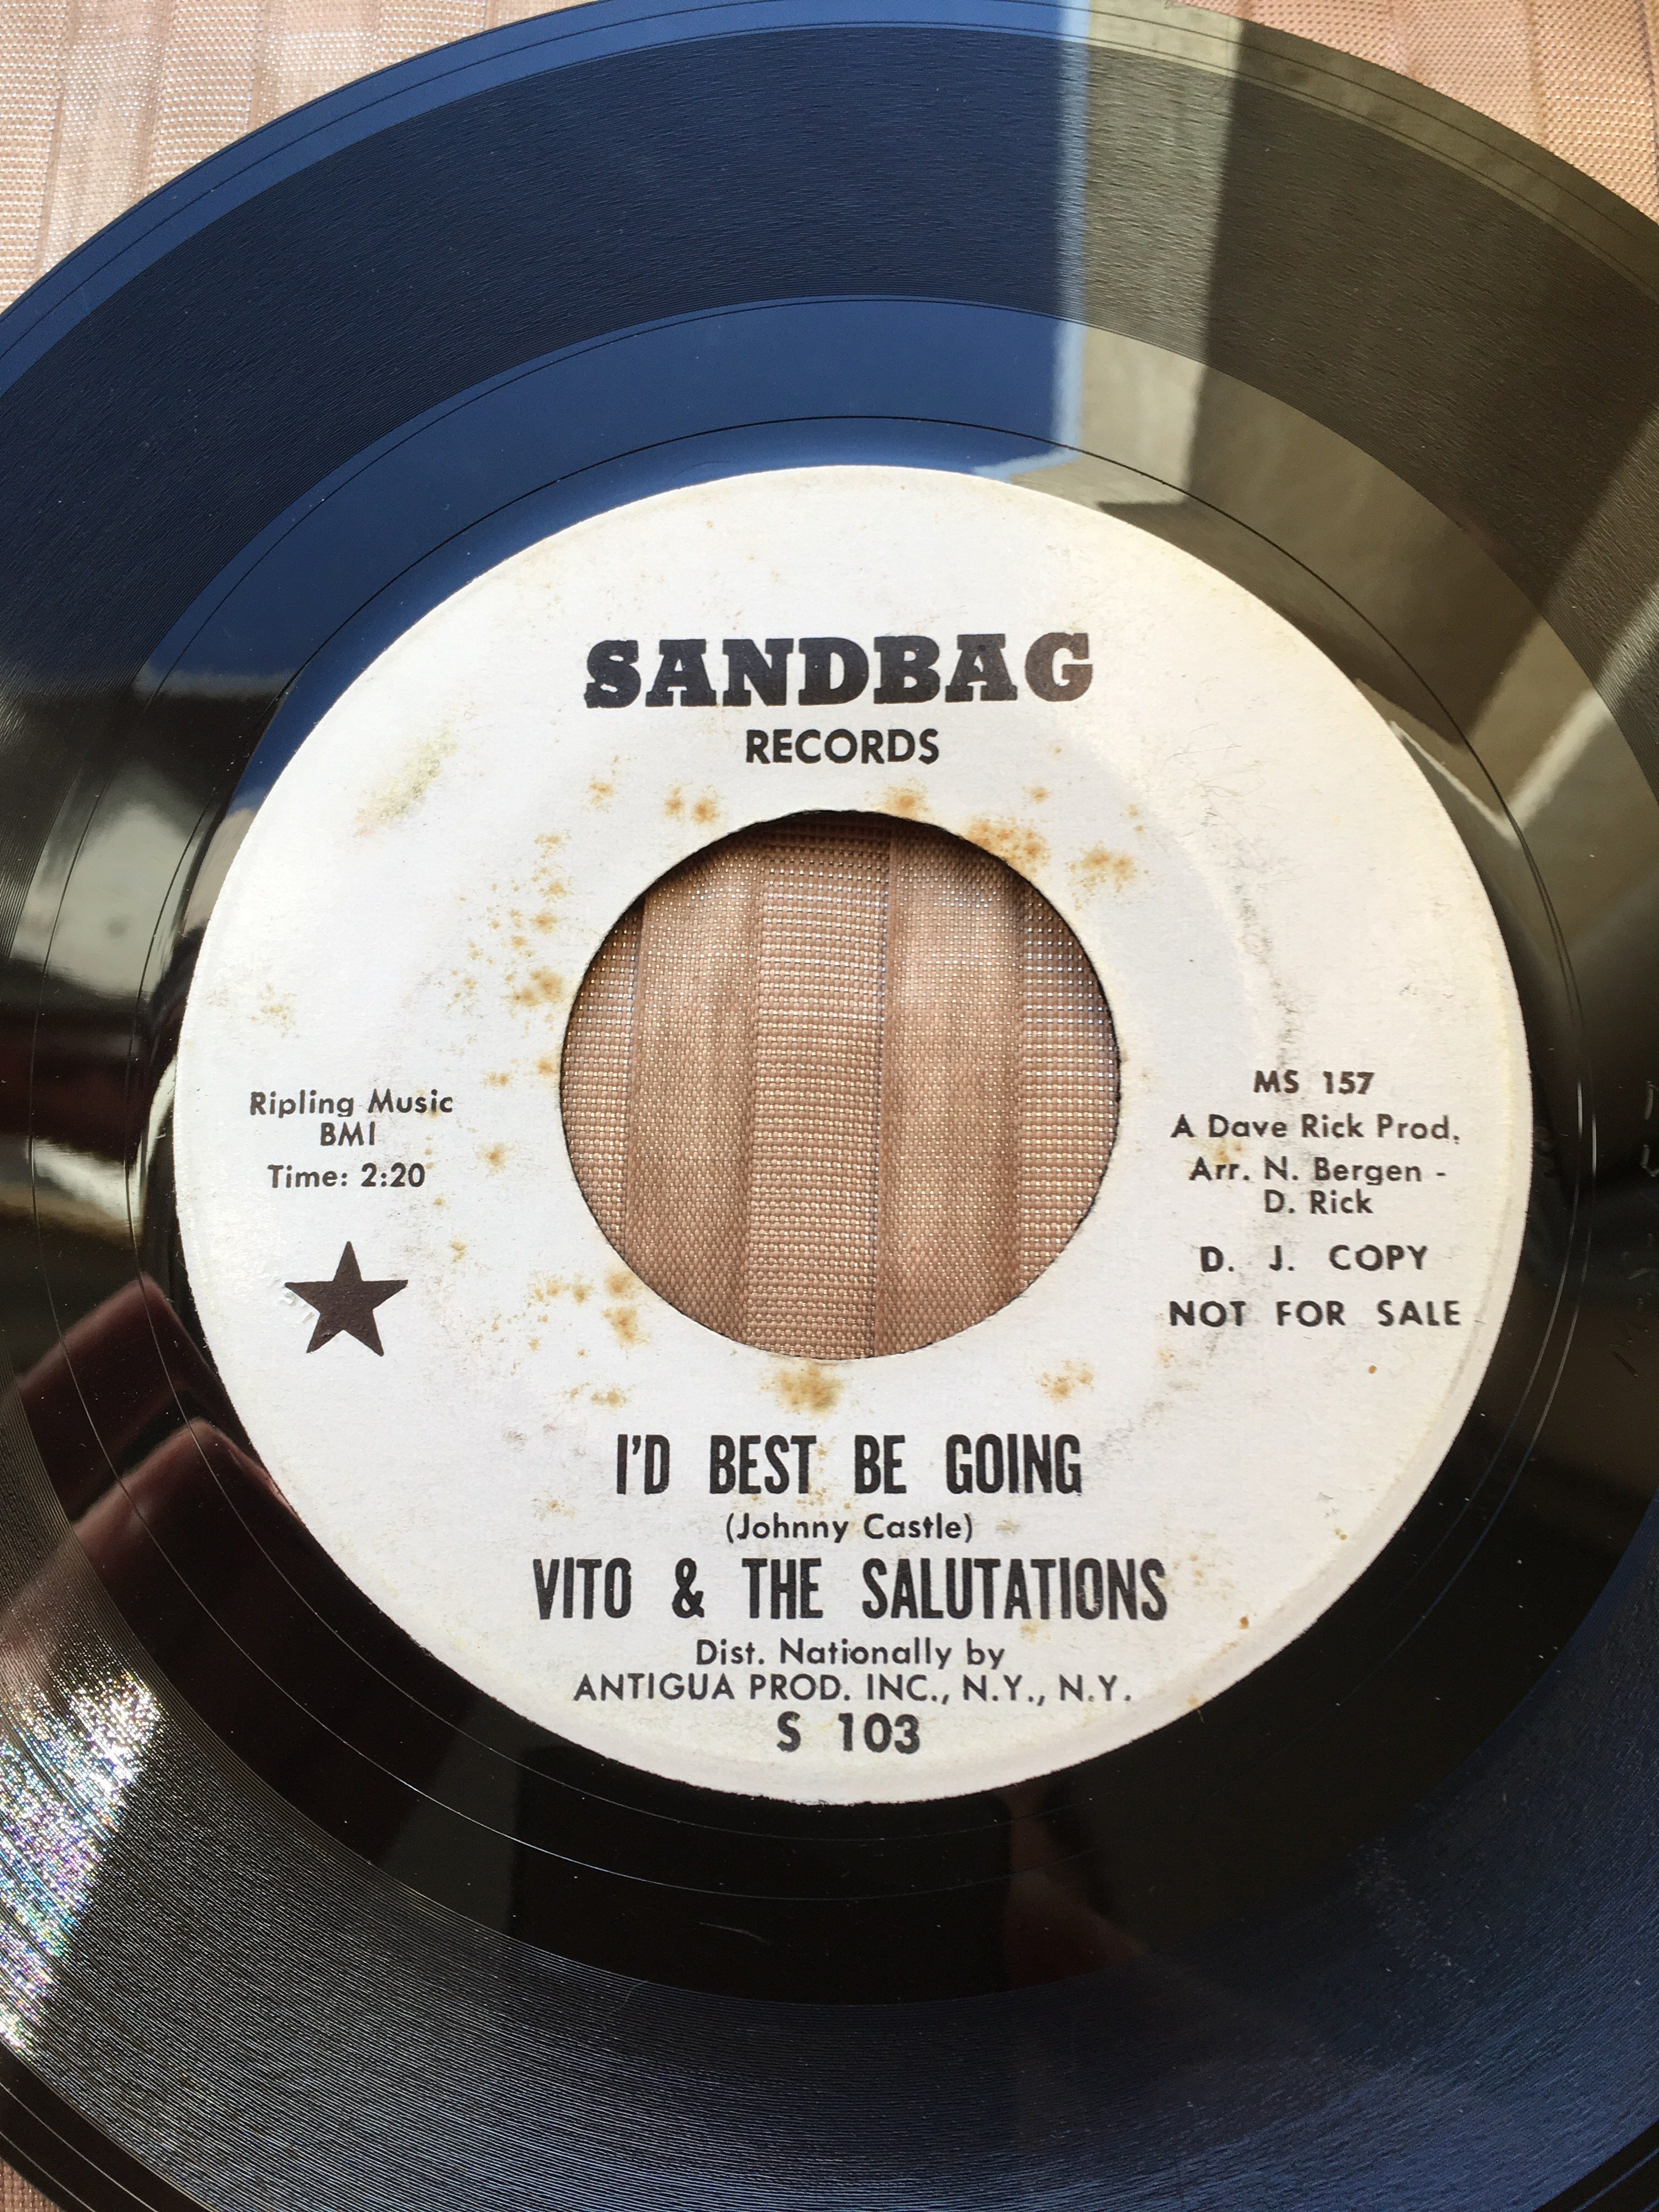 SANDBAG
RECORDS
Ripling Music
BMI
Time: 2:20
MS 157
A Dave Rick Prod.
Arr. N. Bergen -
D. Rick
D. J. COPY
NOT FOR SALE
I'D BEST BE GOING
(Johnny Castle)
VITO & THE SALUTATIONS
Dist. Nationally by
ANTIGUA PROD. INC., N.Y., N.Y.
S 103